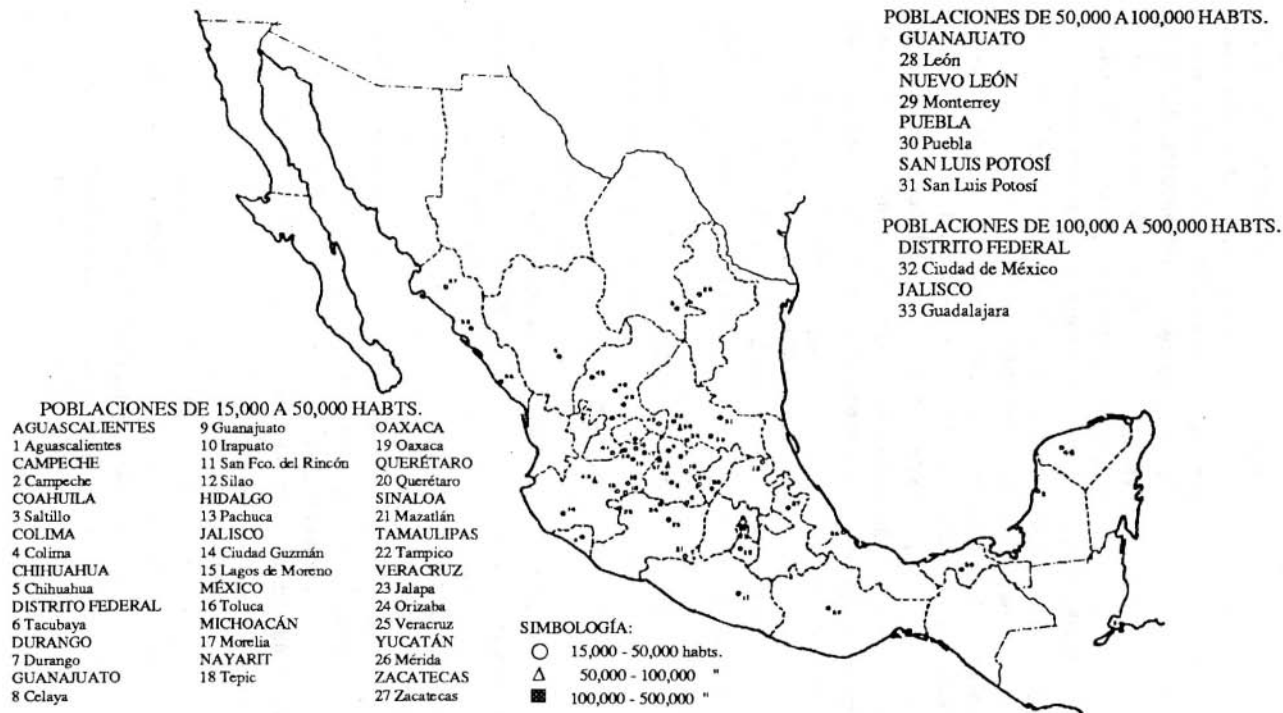 POBLACIONES DE 50,000 A 100,000 HABTS.
GUANAJUATO
28 León
NUEVO LEÓN
29 Monterrey
PUEBLA
30 Puebla
SAN LUIS POTOSÍ
31 San Luis Potosí
POBLACIONES DE 100,000 A 500,000 HABTS.
DISTRITO FEDERAL
32 Ciudad de México
JALISCO
33 Guadalajara
POBLACIONES DE 15,000 A 50,000 HABTS.
AGUASCALIENTES
1 Aguascalientes
CAMPECHE
2 Campeche
COAHUILA
3 Saltillo
COLIMA
4 Colima
CHIHUAHUA
5 Chihuahua
DISTRITO FEDERAL
6 Tacubaya
DURANGO
7 Durango
GUANAJUATO
8 Celaya
9 Guanajuato
10 Irapuato
11 San Fco. del Rincón
12 Silao
HIDALGO
13 Pachuca
JALISCO
14 Ciudad Guzmán
15 Lagos de Moreno
MÉXICO
16 Toluca
MICHOACÁN
17 Morelia
NAYARIT
18 Tepic
OAXACA
19 Oaxaca
QUERÉTARO
20 Querétaro
SINALOA
21 Mazatlán
TAMAULIPAS
22 Tampico
VERACRUZ
23 Jalapa
24 Orizaba
25 Veracruz
YUCATÁN
26 Mérida
ZACATECAS
27 Zacatecas
SIMBOLOGÍA:
15,000 - 50,000 habts.
50,000 - 100,000 "
100,000 - 500,000 "